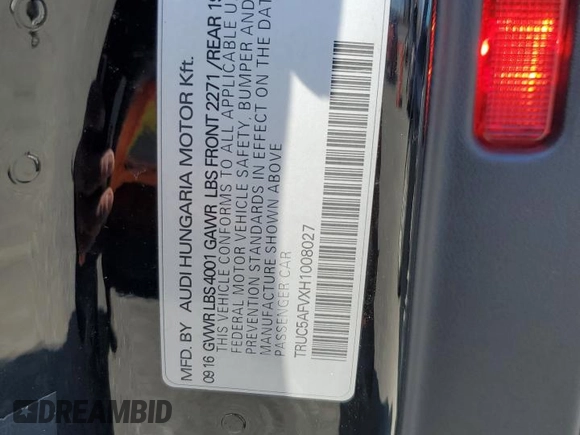 MFD. BY AUDI HUNGARIA MOTOR Kft.
09 16 GWWR LBS 4001 GAWR LBS FRONT 2271 /REAR
THIS VEHICLE CONFORMS TO ALL APPLICABLE
FEDERAL MOTOR VEHICLE SAFETY, BUMPER AND
PREVENTION STANDARDS IN EFFECT ON THE DATE
MANUFACTURE SHOWN ABOVE
PASSENGER CAR
TRUC5AFVXH1008027
DREAMBID